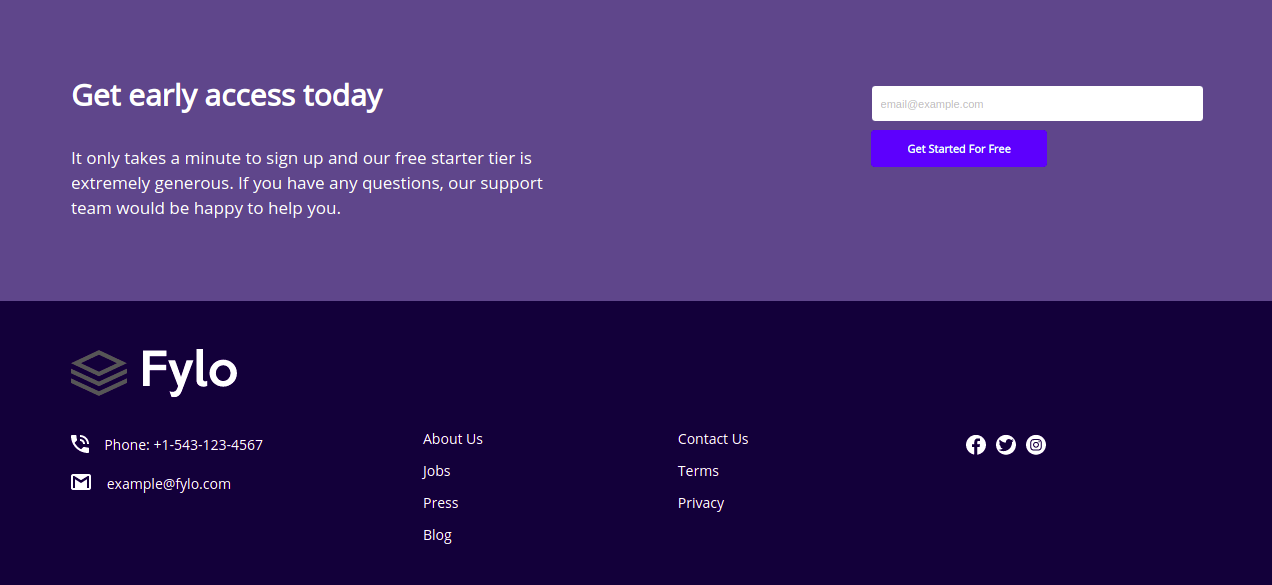 Get early access today
It only takes a minute to sign up and our free starter tier is
extremely generous. If you have any questions, our support
team would be happy to help you.
email@example.com
Get Started For Free
Fylo
Phone: +1-543-123-4567
example@fylo.com
About Us
Jobs
Press
Blog
Contact Us
Terms
Privacy